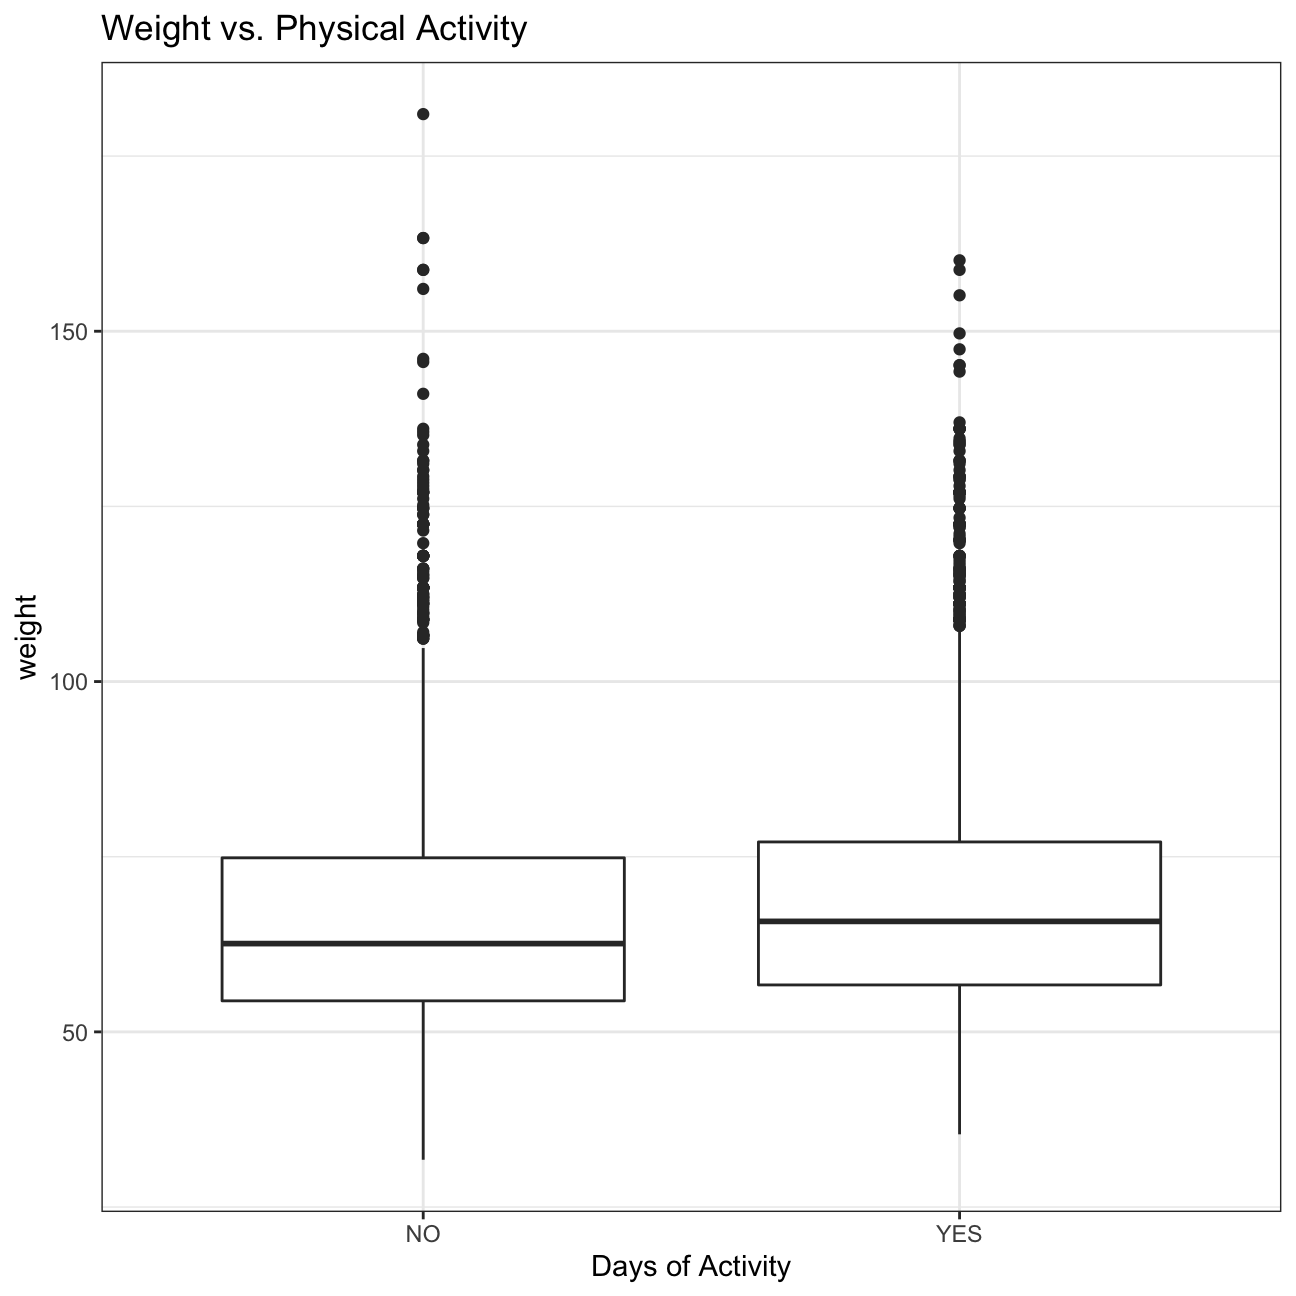 Weight vs. Physical Activity
weight
150
100
50
NO
YES
Days of Activity